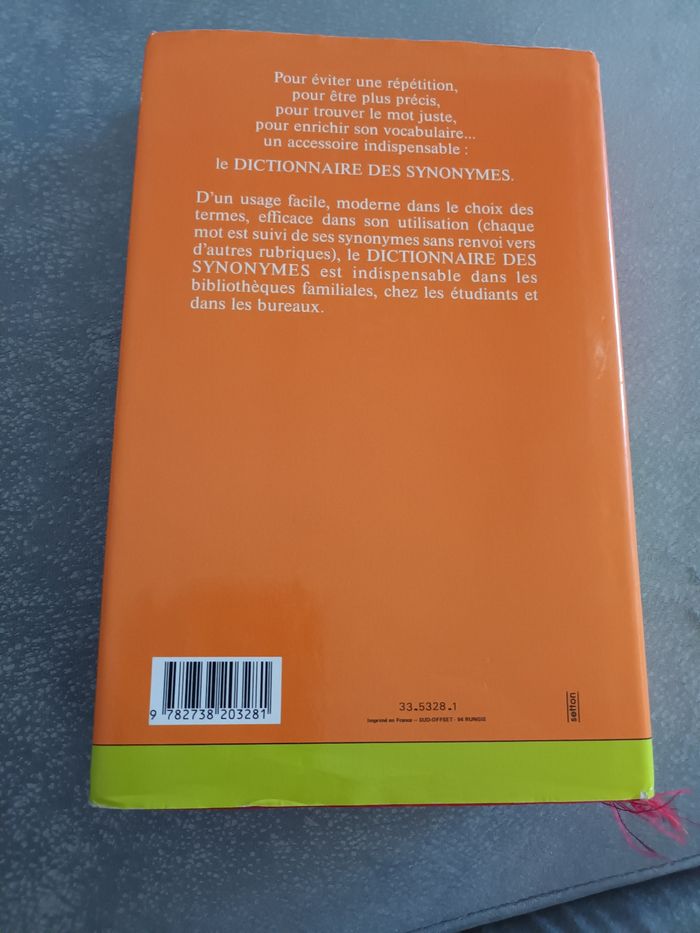 Pour éviter une répétition,
pour être plus précis,
pour trouver le mot juste,
pour enrichir son vocabulaire...
un accessoire indispensable :
le DICTIONNAIRE DES SYNONYMES.
D'un usage facile, moderne dans le choix des
termes, efficace dans son utilisation (chaque
mot est suivi de ses synonymes sans renvoi vers
d'autres rubriques), le DICTIONNAIRE DES
SYNONYMES est indispensable dans les
bibliothèques familiales, chez les étudiants et
dans les bureaux.
9 782738 203281
33.5328.1
Imprimé en France – SUD-OFFSET - 94 RUNGIS
setton